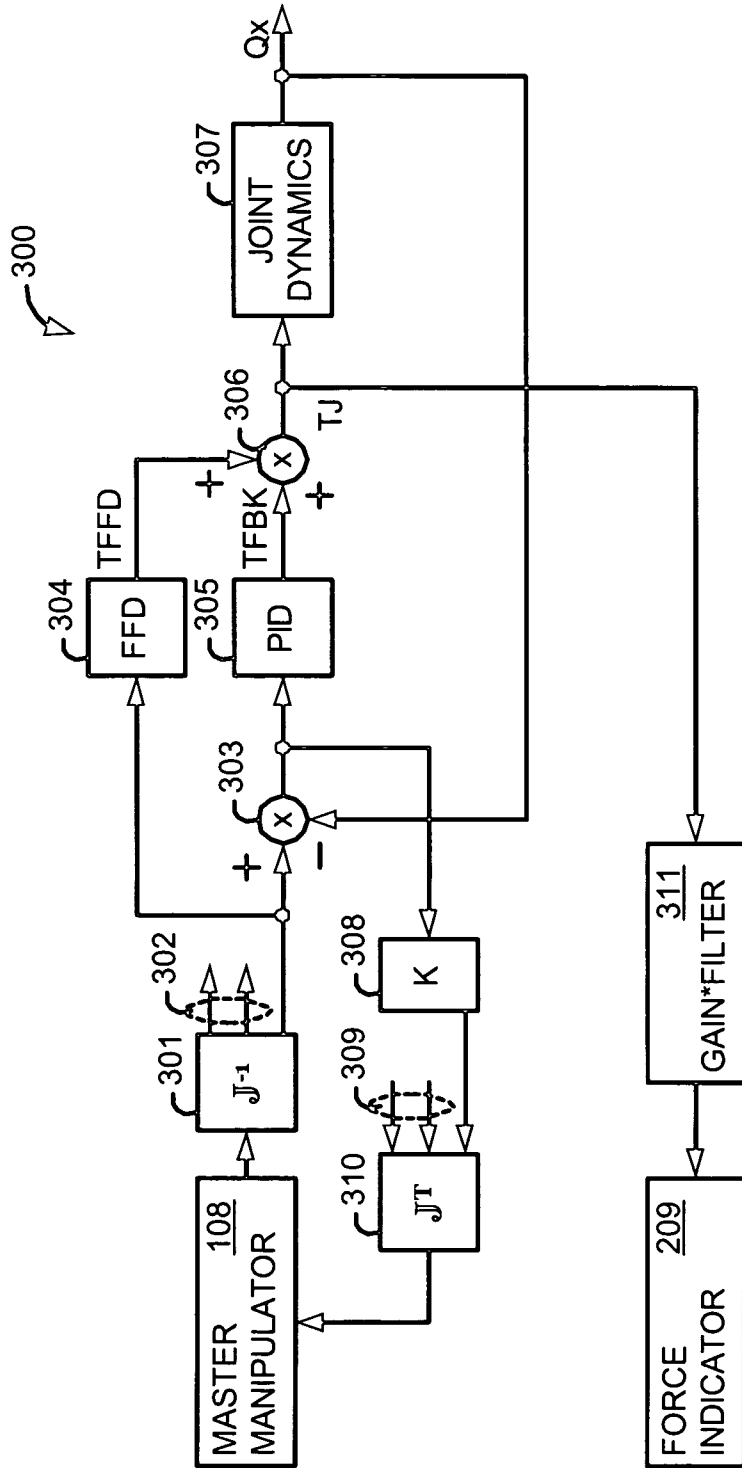 300
302
301
𝕁-1
108
MASTER
MANIPULATOR
304
FFD
TFFD
303
+
−
305
PID
TFBK
306
+
+
TJ
307
JOINT
DYNAMICS
Qx
X
X
308
K
309
310
𝕁T
311
GAIN*FILTER
209
FORCE
INDICATOR